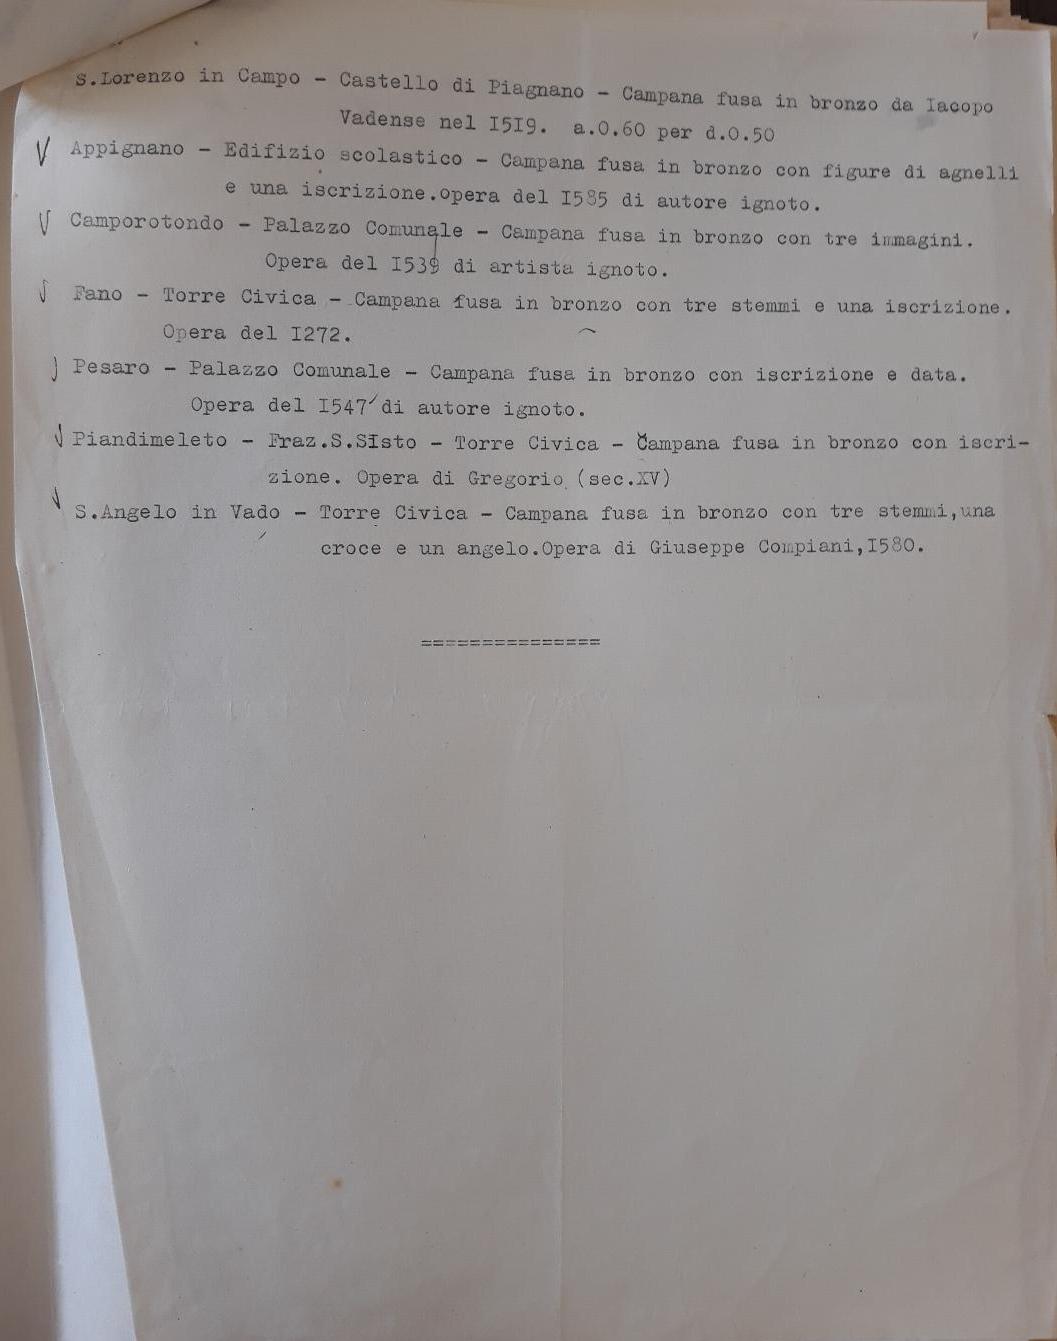 S.Lorenzo in Campo - Castello di Piagnano - Campana fusa in bronzo da Iacopo
Vadense nel I5I9. a.0.60 per d.0.50
V Appignano - Edifizio scolastico - Campana fusa in bronzo con figure di agnelli
e una iscrizione.opera del I585 di autore ignoto.
V Camporotondo - Palazzo Comunale - Campana fusa in bronzo con tre immagini.
Opera del I539 di artista ignoto.
Fano - Torre Civica - Campana fusa in bronzo con tre stemmi e una iscrizione.
Opera del I272.
Pesaro - Palazzo Comunale - Campana fusa in bronzo con iscrizione e data.
Opera del I547 di autore ignoto.
Piandimeleto - Fraz.S.SIsto - Torre Civica - Campana fusa in bronzo con iscri-
zione. Opera di Gregorio (sec.XV)
S.Angelo in Vado - Torre Civica - Campana fusa in bronzo con tre stemmi,una
croce e un angelo.Opera di Giuseppe Compiani,I580.
===============